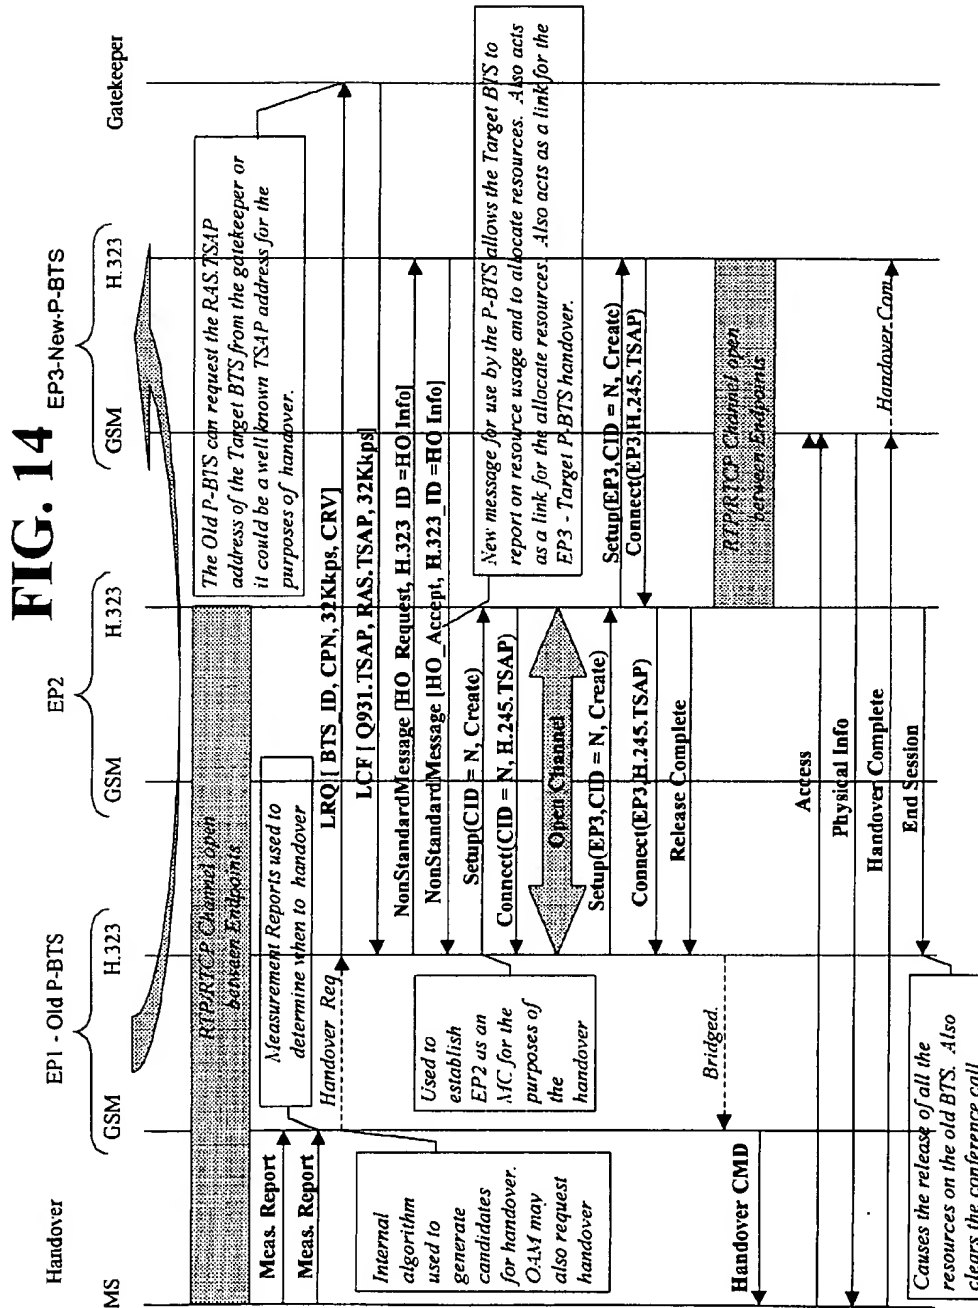 FIG. 14
Handover
EP1 - Old P-BTS
EP2
EP3-New-P-BTS
MS
GSM
H.323
GSM
H.323
GSM
H.323
Gatekeeper
RTP/RTCP Channel open
between Endpoints
The Old P-BTS can request the RAS.TSAP
address of the Target BTS from the gatekeeper or
it could be a well known TSAP address for the
purposes of handover.
Meas. Report
Meas. Report
Measurement Reports used to
determine when to handover
Handover Req
LRQ [ BTS_ID, CPN, 32Kkps, CRV]
LCF [ Q931.TSAP, RAS.TSAP, 32Kkps]
Internal
algorithm
used to
generate
candidates
for handover.
OAM may
also request
handover
NonStandardMessage [HO_Request, H.323_ID =HO Info]
NonStandardMessage [HO_Accept, H.323_ID =HO Info]
New message for use by the P-BTS allows the Target BTS to
report on resource usage and to allocate resources. Also acts
as a link for the allocate resources. Also acts as a link for the
EP3 - Target P-BTS handover.
Setup(CID = N, Create)
Connect(CID = N, H.245.TSAP)
Used to
establish
EP2 as an
MC for the
purposes of
the
handover
Open Channel
Setup(EP3,CID = N, Create)
Setup(EP3,CID = N, Create)
Connect(EP3,H.245.TSAP)
Connect(EP3,H.245.TSAP)
Release Complete
Bridged.
RTP/RTCP Channel open
between Endpoints
Handover CMD
Access
Physical Info
Handover Complete
Handover Com
End Session
Causes the release of all the
resources on the old BTS. Also
clears the conference call